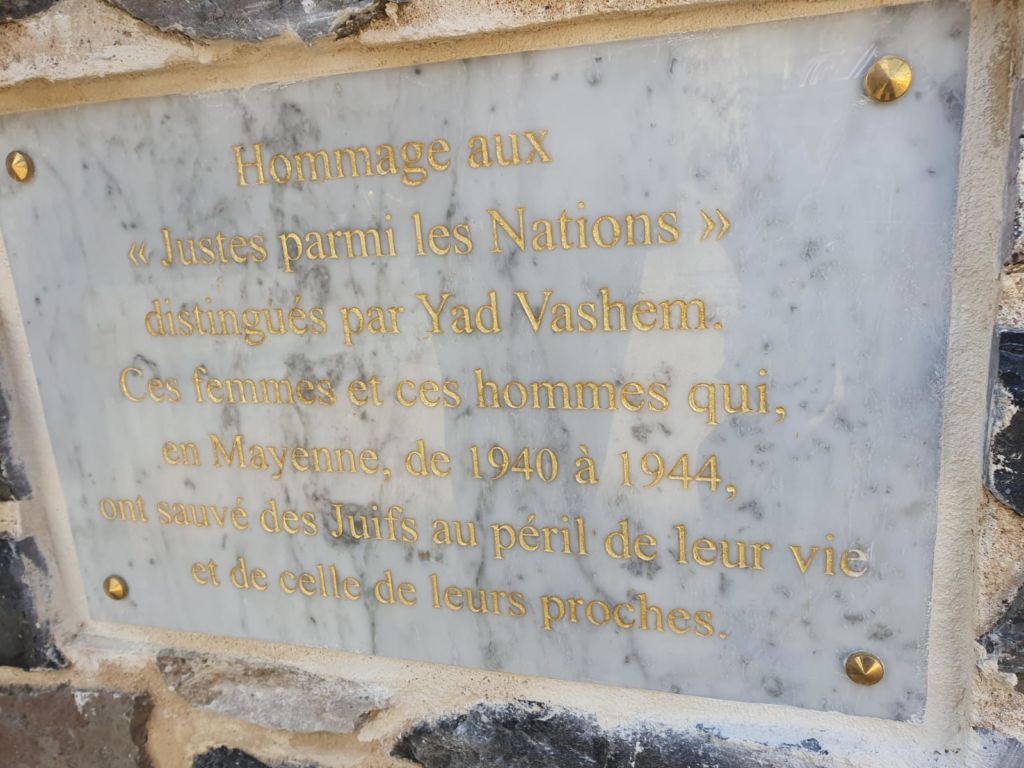 Hommage aux
« Justes parmi les Nations »
distingués par Yad Vashem.
Ces femmes et ces hommes qui,
en Mayenne, de 1940 à 1944,
ont sauvé des Juifs au péril de leur vie
et de celle de leurs proches.